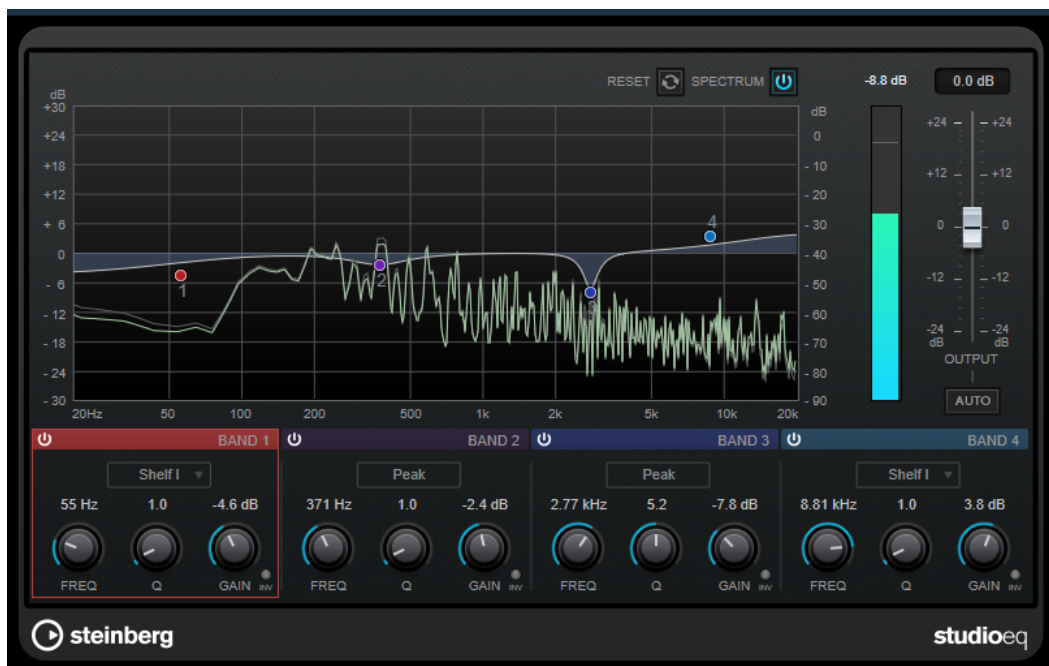 RESET SPECTRUM -8.8 dB 0.0 dB
dB
+30
+24
+18
+12
+ 6
0
- 6
- 12
- 18
- 24
- 30
1
2
3
4
dB
0
- 10
- 20
- 30
- 40
- 50
- 60
- 70
- 80
- 90
20Hz 50 100 200 500 1k 2k 5k 10k 20k
+24 +24
+12 +12
0 0
-12 -12
-24 -24
dB dB
OUTPUT
AUTO
BAND 1 BAND 2 BAND 3 BAND 4
Shelf I Peak Peak Shelf I
55 Hz 1.0 -4.6 dB 371 Hz 1.0 -2.4 dB 2.77 kHz 5.2 -7.8 dB 8.81 kHz 1.0 3.8 dB
FREQ Q GAIN INV FREQ Q GAIN INV FREQ Q GAIN INV FREQ Q GAIN INV
steinberg studioeq